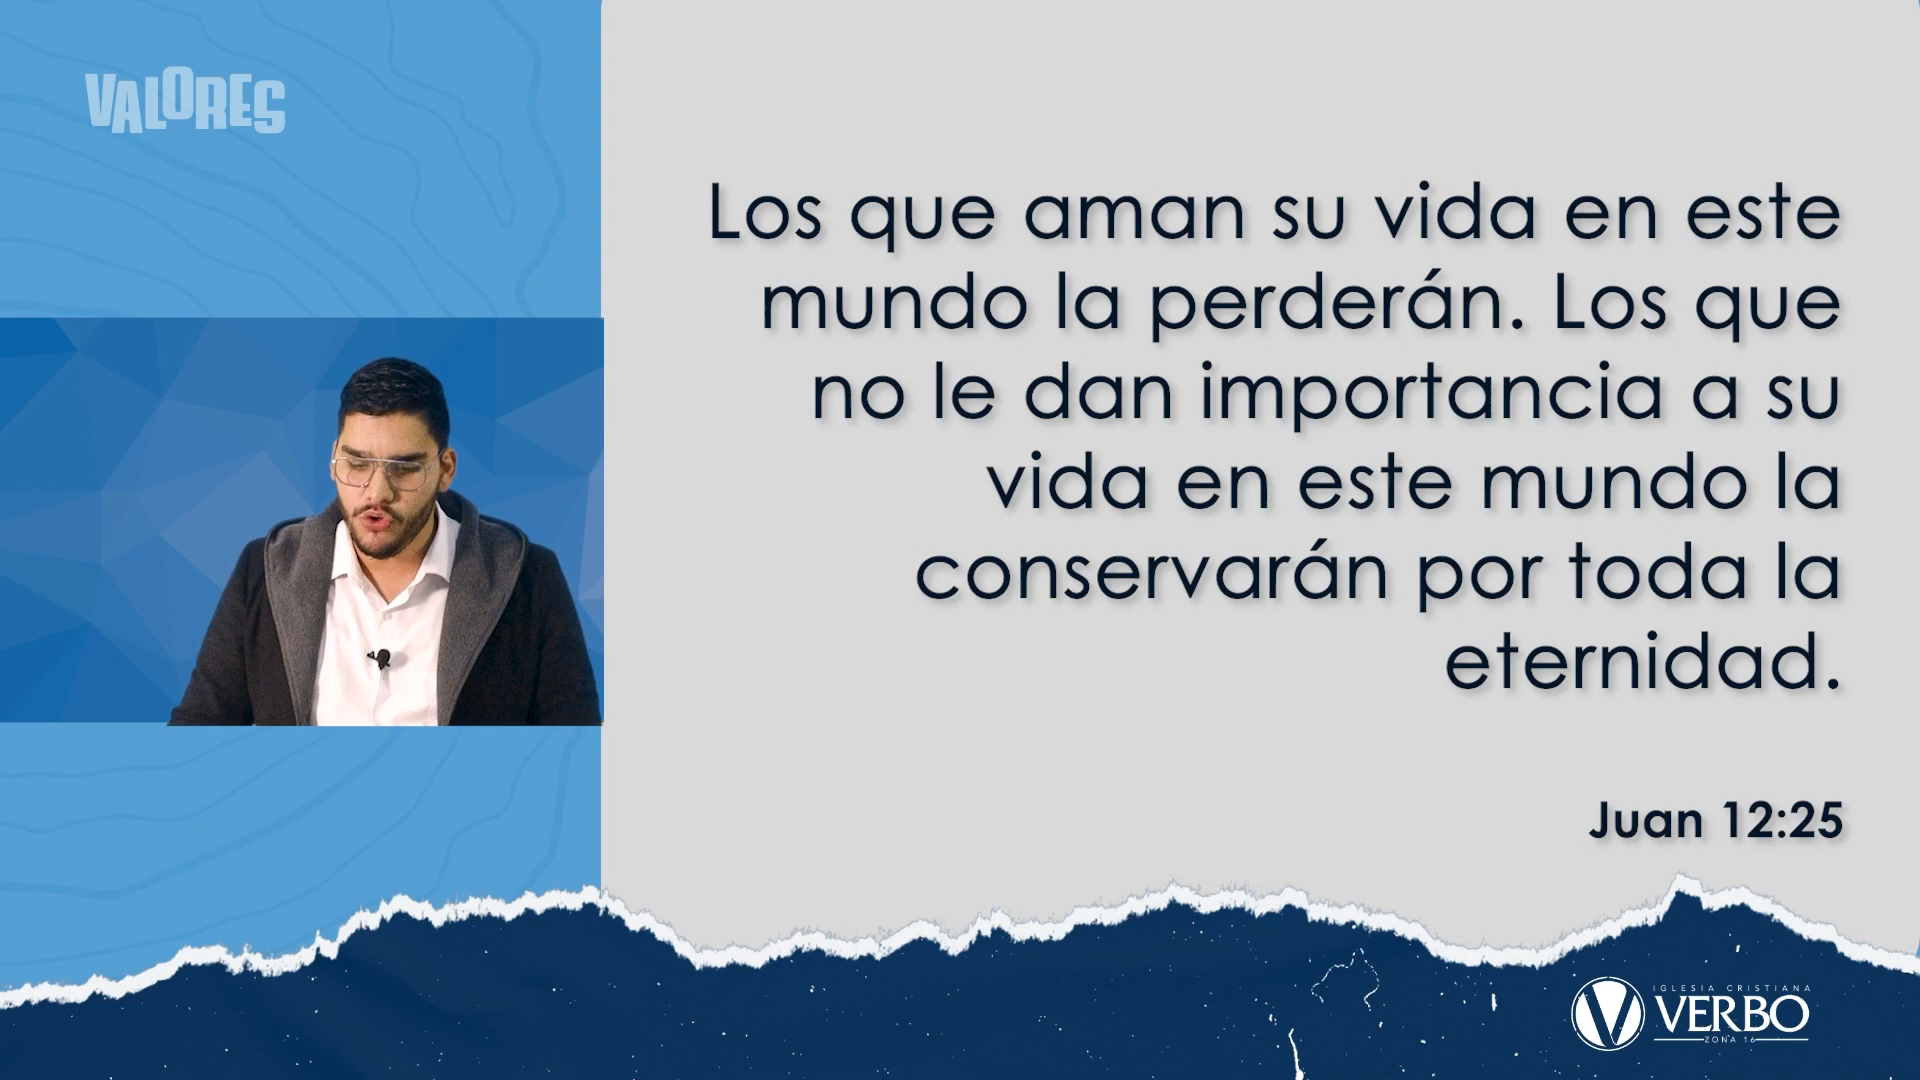 VALORES
Los que aman su vida en este
mundo la perderán. Los que
no le dan importancia a su
vida en este mundo la
conservarán por toda la
eternidad.
Juan 12:25
IGLESIA CRISTIANA
VERBO
ZONA 16